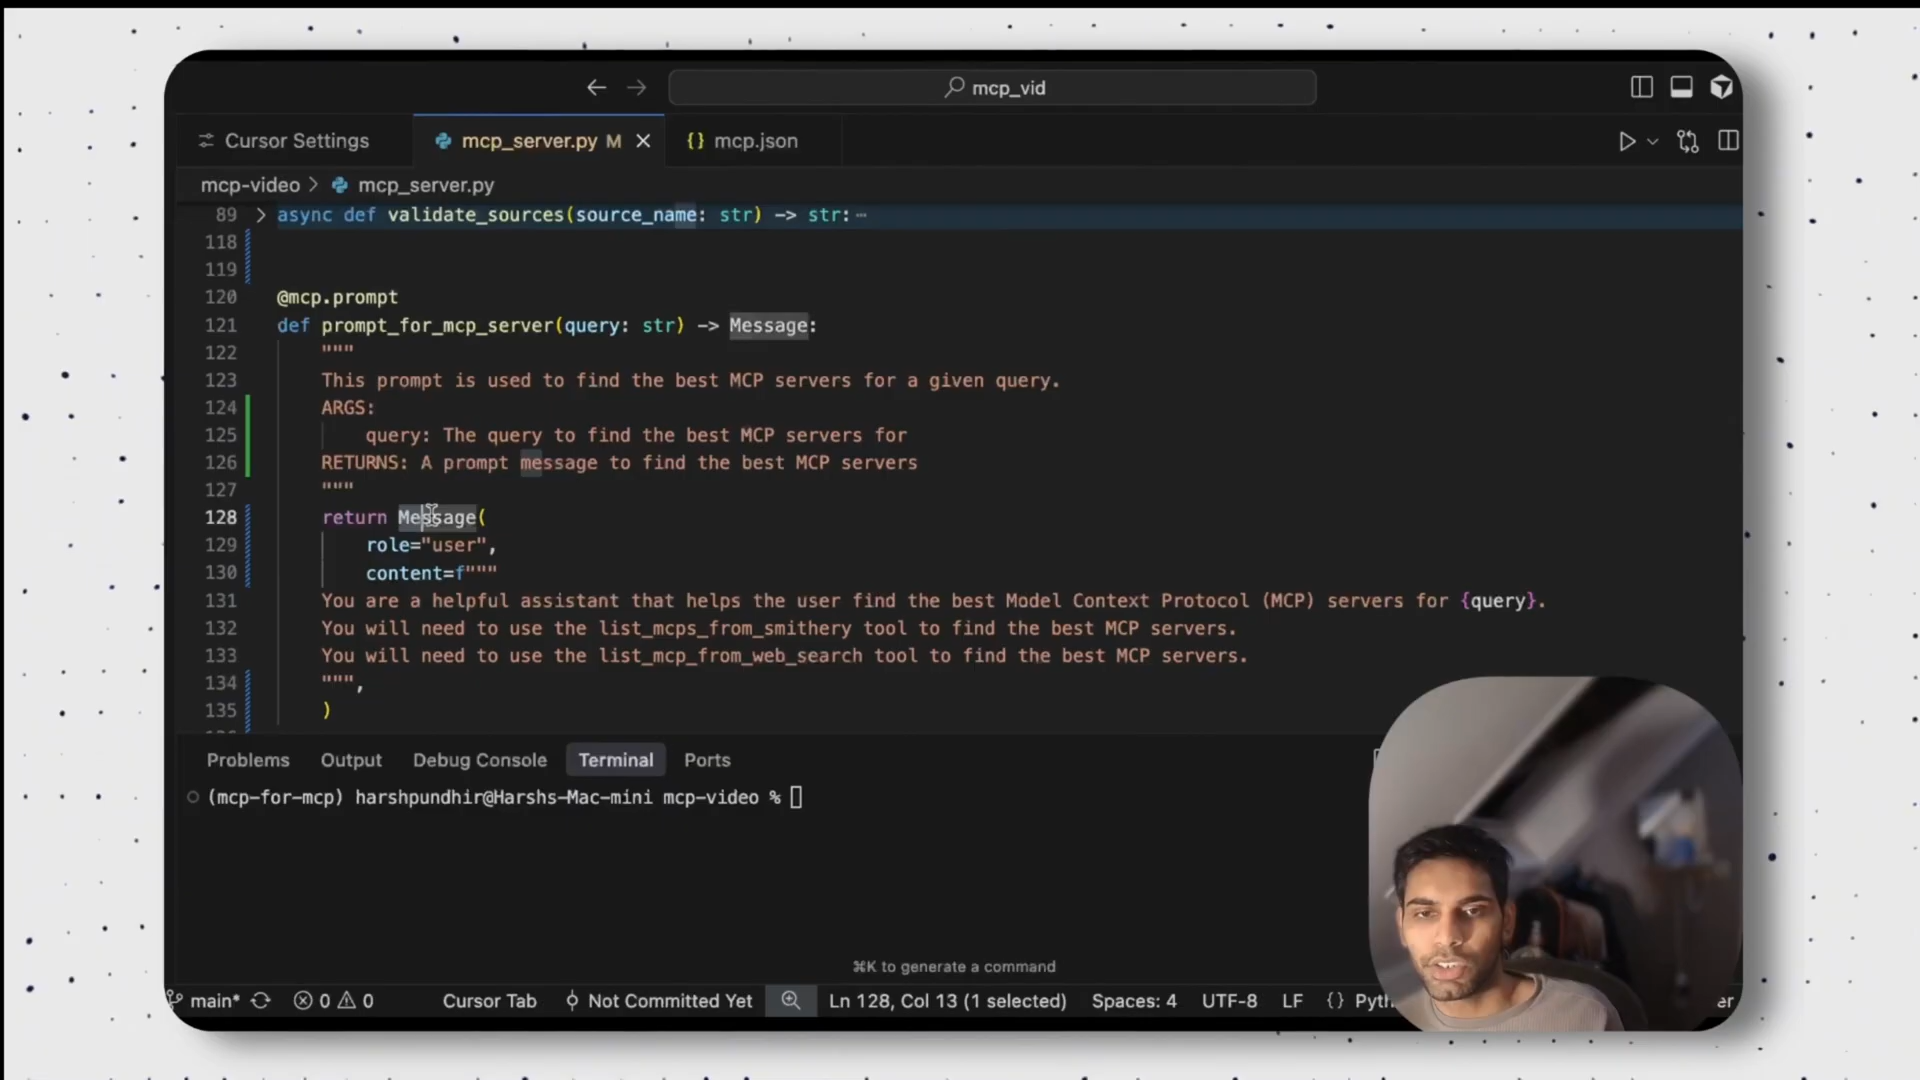 mcp_vid
Cursor Settings
mcp_server.py M
{} mcp.json
mcp-video > mcp_server.py
89 async def validate_sources(source_name: str) -> str:
118
119
120 @mcp.prompt
121 def prompt_for_mcp_server(query: str) -> Message:
122 """
123 This prompt is used to find the best MCP servers for a given query.
124 ARGS:
125 query: The query to find the best MCP servers for
126 RETURNS: A prompt message to find the best MCP servers
127 """
128 return Message(
129 role="user",
130 content=f"""
131 You are a helpful assistant that helps the user find the best Model Context Protocol (MCP) servers for {query}.
132 You will need to use the list_mcps_from_smithery tool to find the best MCP servers.
133 You will need to use the list_mcp_from_web_search tool to find the best MCP servers.
134 """,
135 )
Problems Output Debug Console Terminal Ports
(mcp-for-mcp) harshpundhir@Harshs-Mac-mini mcp-video %
⌘K to generate a command
main* 0 0 Cursor Tab Not Committed Yet Ln 128, Col 13 (1 selected) Spaces: 4 UTF-8 LF {}